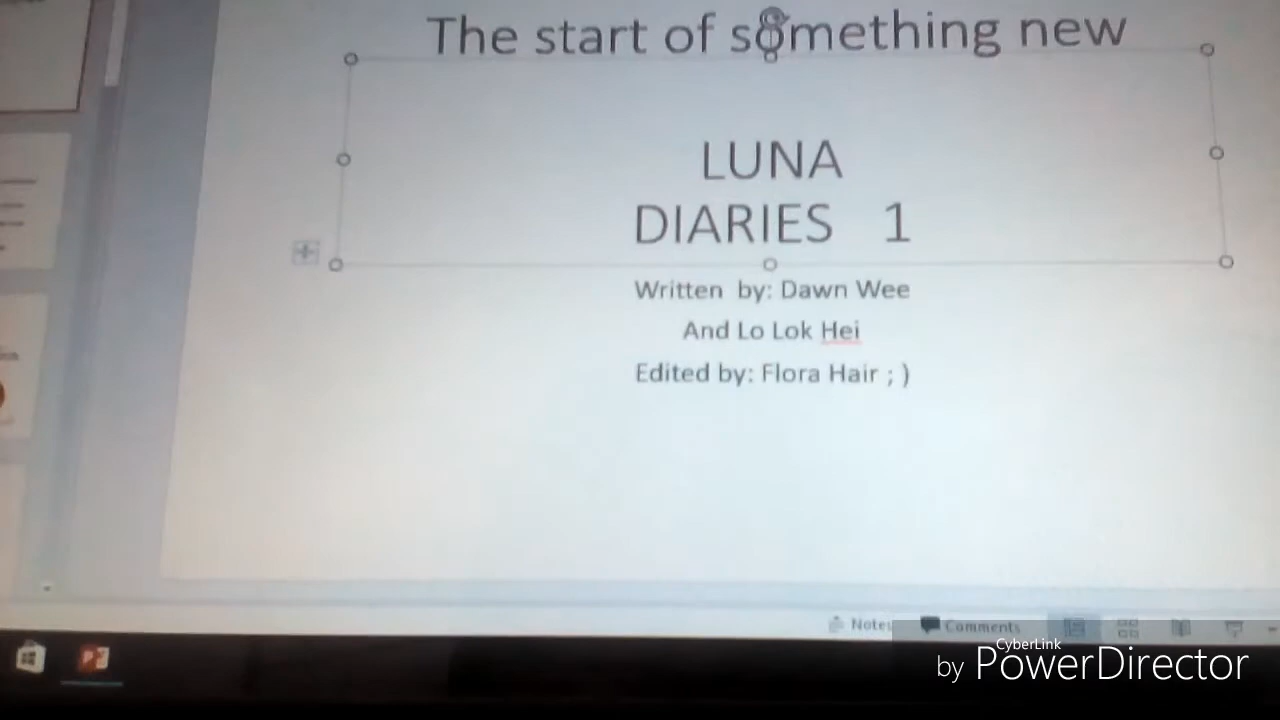 The start of something new
LUNA
DIARIES 1
Written by: Dawn Wee
And Lo Lok Hei
Edited by: Flora Hair ; )
Notes
Comments
CyberLink
by PowerDirector